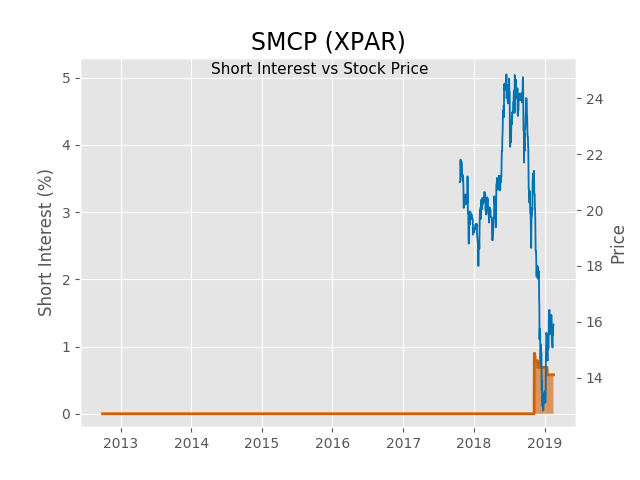 SMCP (XPAR)
Short Interest vs Stock Price
Short Interest (%)
5
4
3
2
1
0
24
22
20
18
16
14
Price
2013 2014 2015 2016 2017 2018 2019